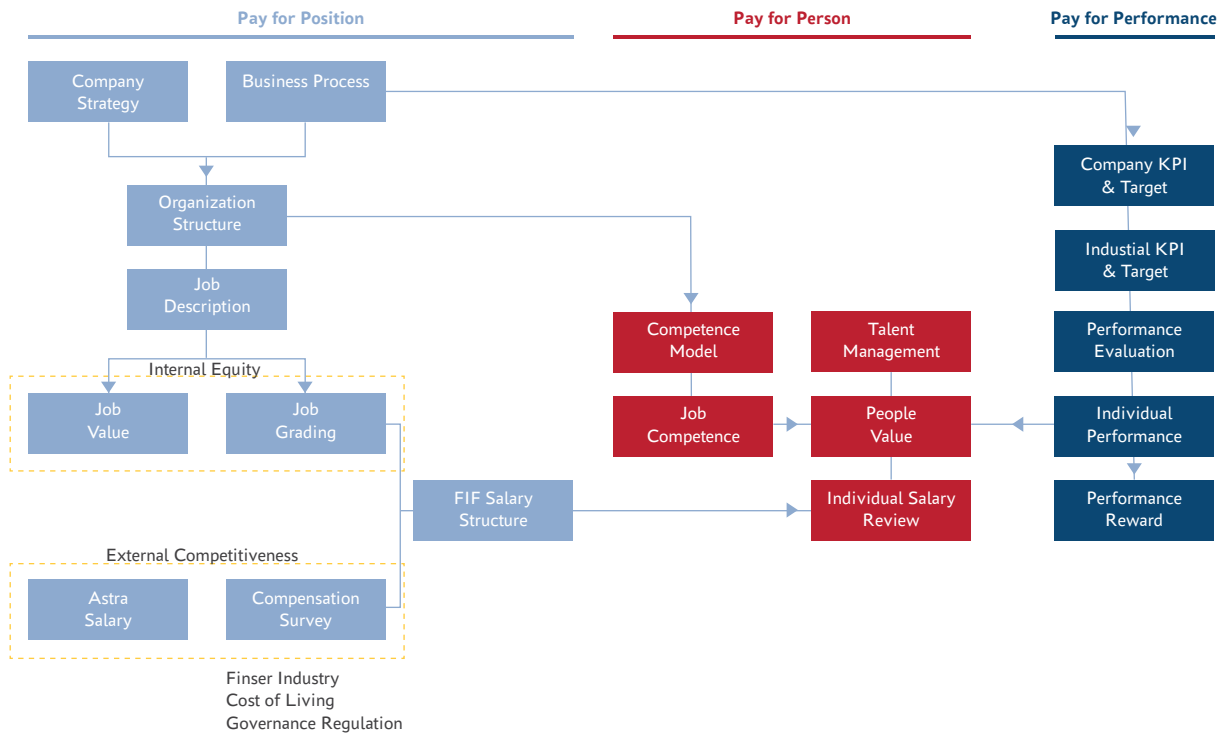 Pay for Position
Pay for Person
Pay for Performance
Company
Strategy
Business Process
Company KPI
& Target
Organization
Structure
Industial KPI
& Target
Job
Description
Competence
Model
Talent
Management
Performance
Evaluation
Internal Equity
Job
Value
Job
Grading
Job
Competence
People
Value
Individual
Performance
FIF Salary
Structure
Individual Salary
Review
Performance
Reward
External Competitiveness
Astra
Salary
Compensation
Survey
Finser Industry
Cost of Living
Governance Regulation